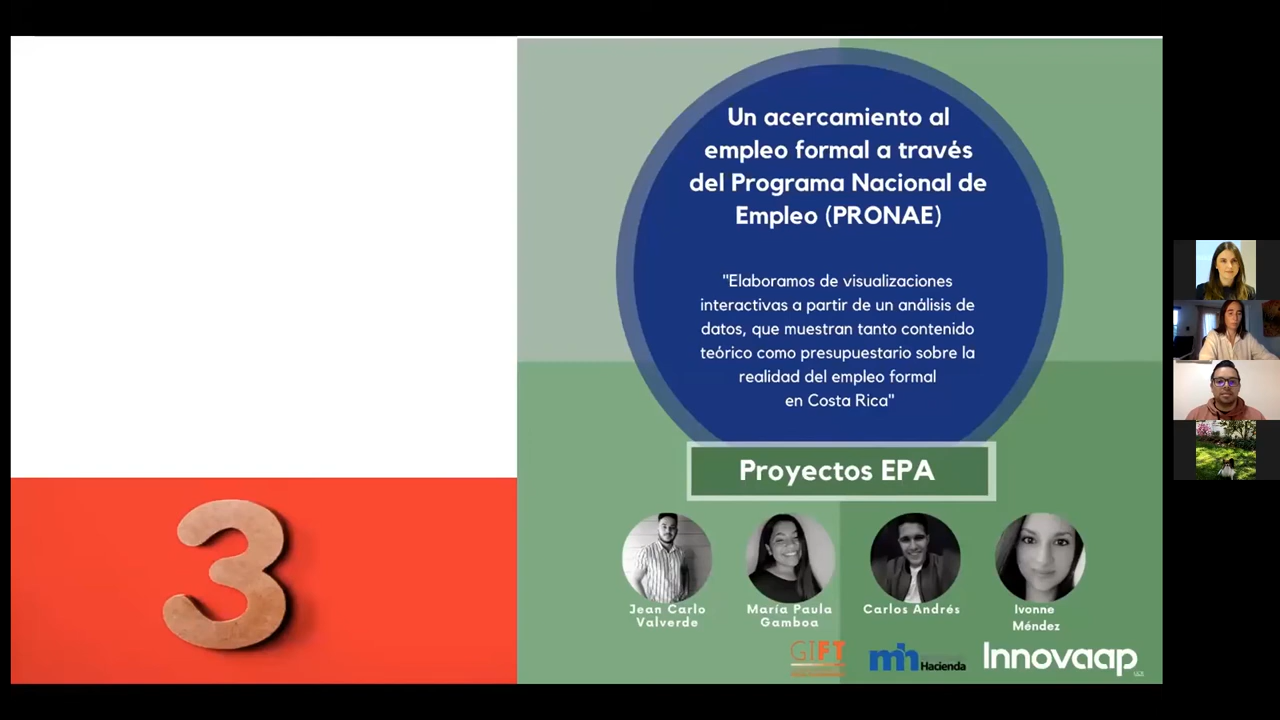 Un acercamiento al
empleo formal a través
del Programa Nacional de
Empleo (PRONAE)
"Elaboramos de visualizaciones
interactivas a partir de un análisis de
datos, que muestran tanto contenido
teórico como presupuestario sobre la
realidad del empleo formal
en Costa Rica"
Proyectos EPA
Jean Carlo
Valverde
María Paula
Gamboa
Carlos Andrés
Ivonne
Méndez
3
GIFT
mh
Hacienda
Innovaap